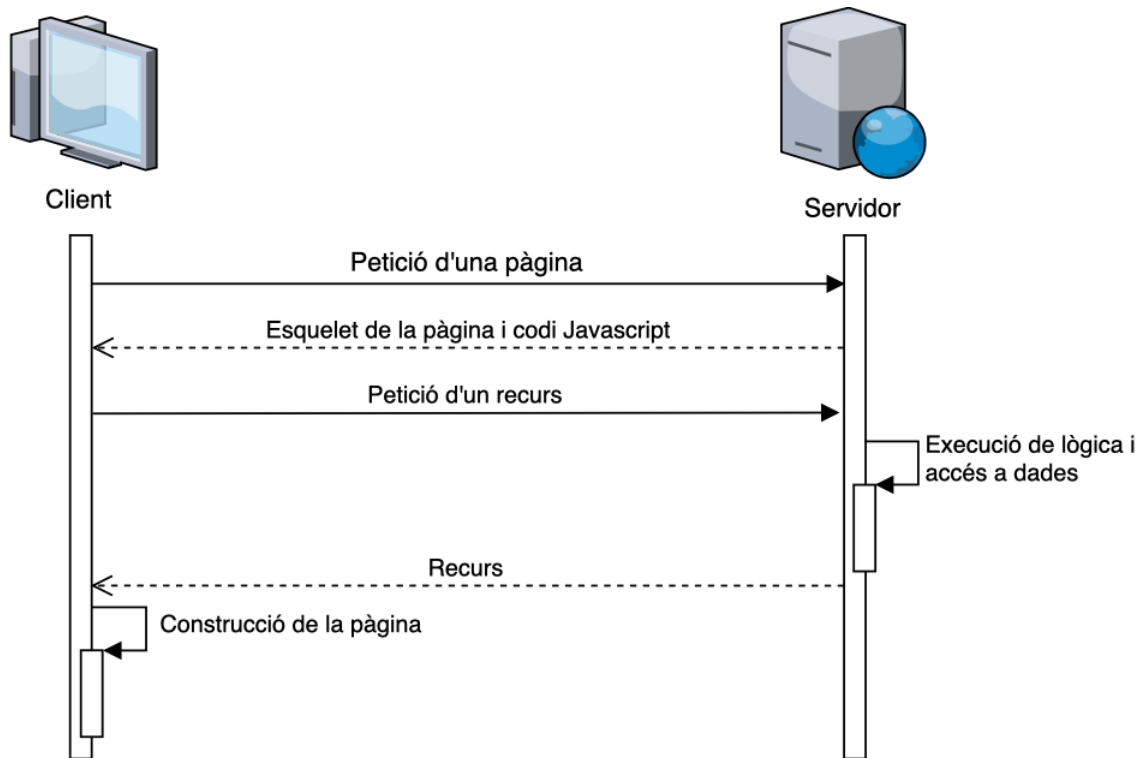 Client
Servidor
Petició d'una pàgina
Esquelet de la pàgina i codi Javascript
Petició d'un recurs
Execució de lògica i
accés a dades
Recurs
Construcció de la pàgina